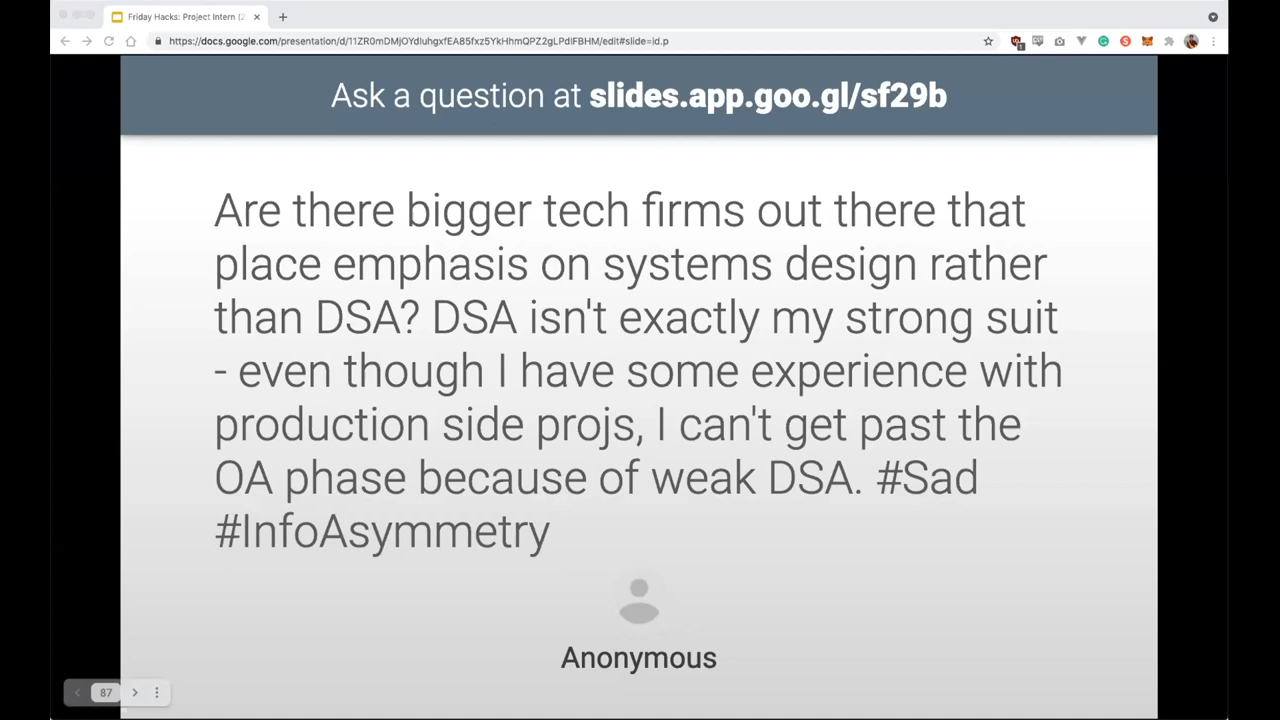 Friday Hacks: Project Intern (2
https://docs.google.com/presentation/d/11ZR0mDMjOYdluhgxfEA85fxz5YkHhmQPZ2gLPdiFBHM/edit#slide=id.p
Ask a question at slides.app.goo.gl/sf29b
Are there bigger tech firms out there that
place emphasis on systems design rather
than DSA? DSA isn't exactly my strong suit
- even though I have some experience with
production side projs, I can't get past the
OA phase because of weak DSA. #Sad
#InfoAsymmetry
Anonymous
87